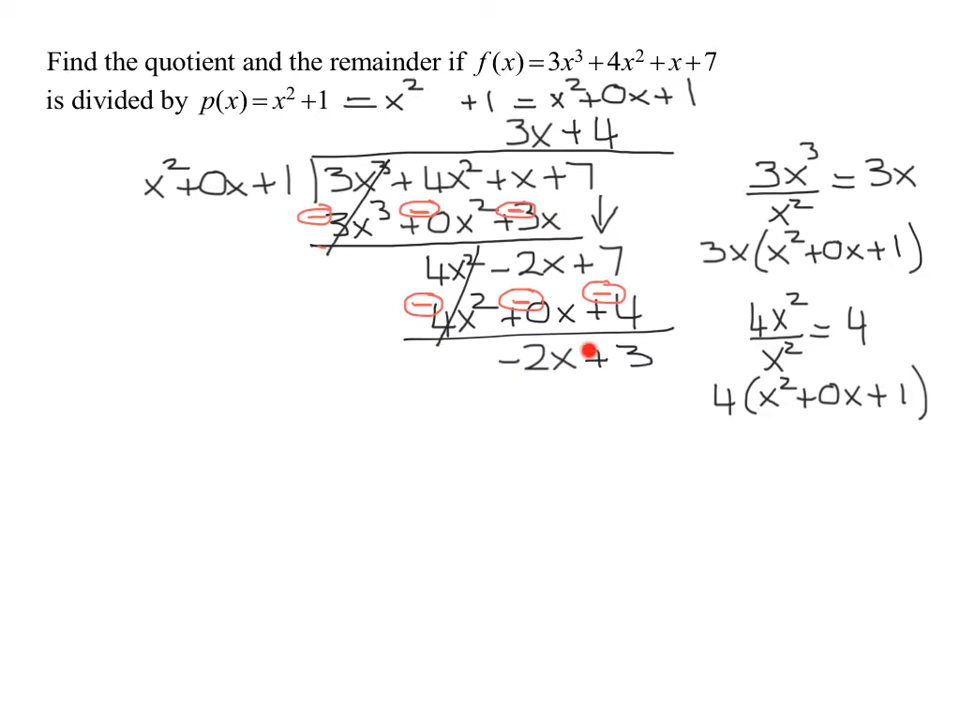 Find the quotient and the remainder if f(x)=3x³+4x²+x+7
is divided by p(x)=x²+1 = x² +1 = x²+0x+1
3x+4
x²+0x+1 3x³+4x²+x+7
3x³/x² = 3x
− 3x³ − +0x² − +3x ↓
3x(x²+0x+1)
4x²-2x+7
− 4x² − +0x − +4
4x²/x² = 4
-2x+3
4(x²+0x+1)